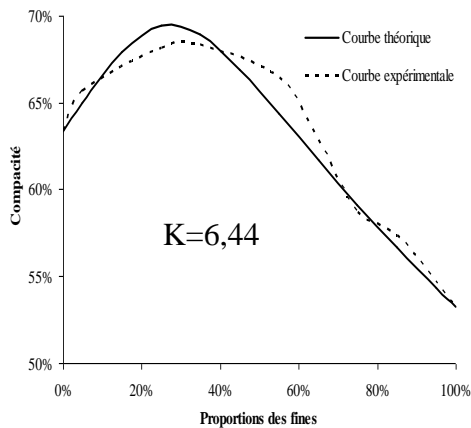 70%
65%
60%
55%
50%
Compacité
Courbe théorique
Courbe expérimentale
K=6,44
0%
20%
40%
60%
80%
100%
Proportions des fines